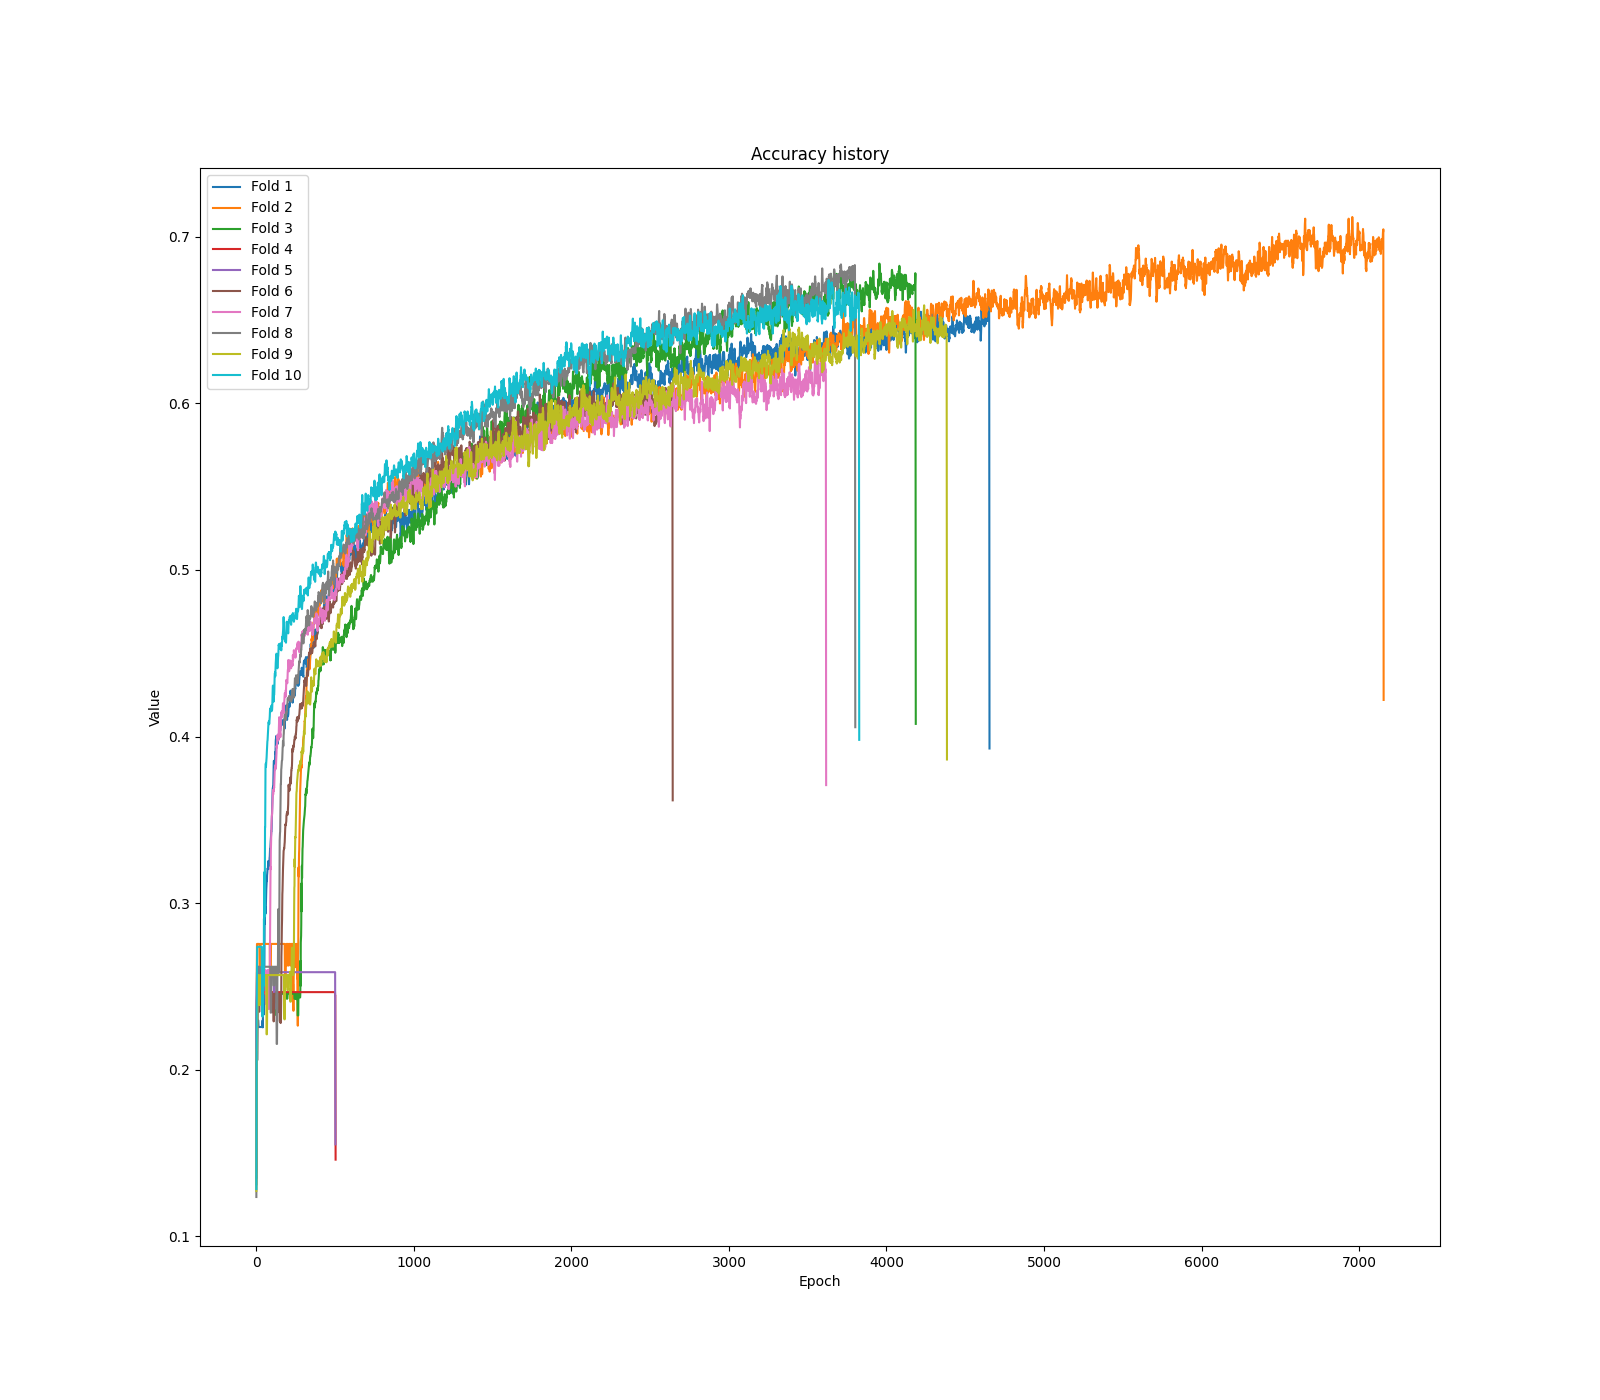 Accuracy history
Fold 1
Fold 2
Fold 3
Fold 4
Fold 5
Fold 6
Fold 7
Fold 8
Fold 9
Fold 10
0.7
0.6
0.5
0.4
0.3
0.2
0.1
Value
0 1000 2000 3000 4000 5000 6000 7000
Epoch